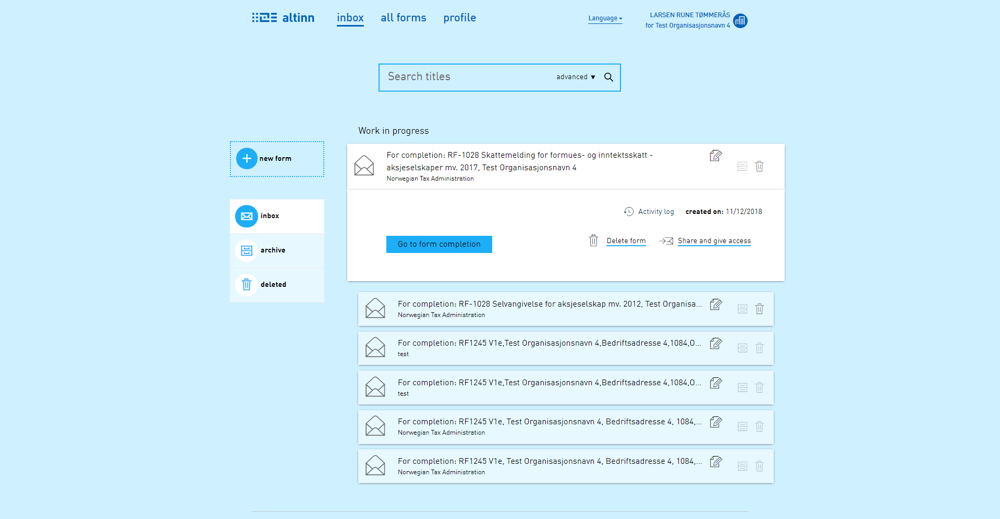 altinn
inbox
all forms
profile
Language
LARSEN RUNE TØMMERÅS
for Test Organisasjonsnavn 4
Search titles
advanced
Work in progress
new form
For completion: RF-1028 Skattemelding for formues- og inntektsskatt -
aksjeselskaper mv. 2017, Test Organisasjonsnavn 4
Norwegian Tax Administration
Activity log
created on: 11/12/2018
Go to form completion
Delete form
Share and give access
inbox
archive
deleted
For completion: RF-1028 Selvangivelse for aksjeselskap mv. 2012, Test Organisa...
Norwegian Tax Administration
For completion: RF1245 V1e,Test Organisasjonsnavn 4,Bedriftsadresse 4,1084,O...
test
For completion: RF1245 V1e,Test Organisasjonsnavn 4,Bedriftsadresse 4,1084,O...
test
For completion: RF1245 V1e, Test Organisasjonsnavn 4, Bedriftsadresse 4, 1084,...
Norwegian Tax Administration
For completion: RF1245 V1e, Test Organisasjonsnavn 4, Bedriftsadresse 4, 1084,...
Norwegian Tax Administration